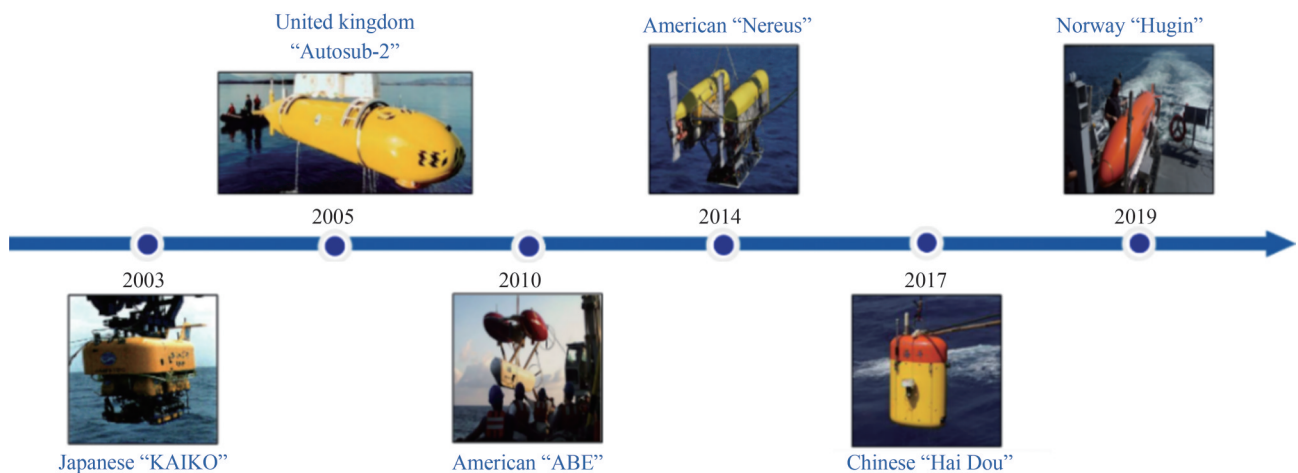 United kingdom
“Autosub-2”
American “Nereus”
Norway “Hugin”
2005
2014
2019
2003
2010
2017
Japanese “KAIKO”
American “ABE”
Chinese “Hai Dou”